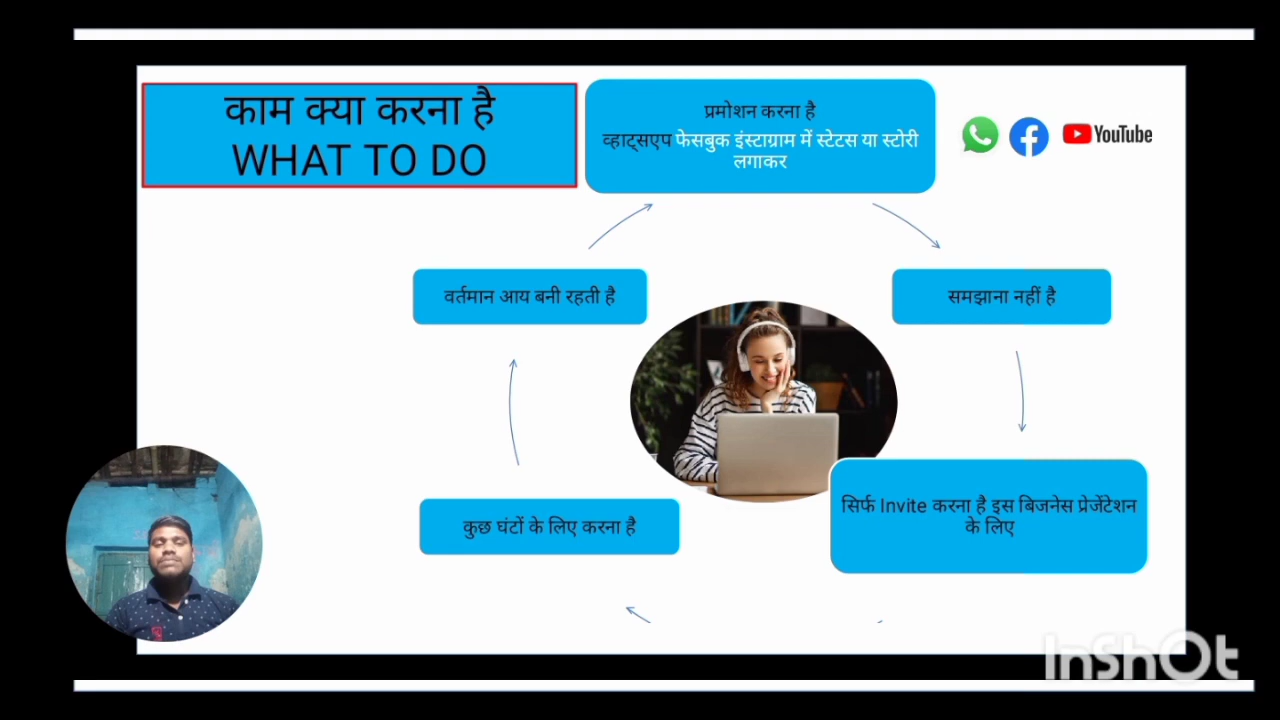 काम क्या करना है
WHAT TO DO
प्रमोशन करना है
व्हाट्सएप फेसबुक इंस्टाग्राम में स्टेटस या स्टोरी
लगाकर
YouTube
वर्तमान आय बनी रहती है
समझाना नहीं है
सिर्फ Invite करना है इस बिजनेस प्रेजेंटेशन
के लिए
कुछ घंटों के लिए करना है
InShOt